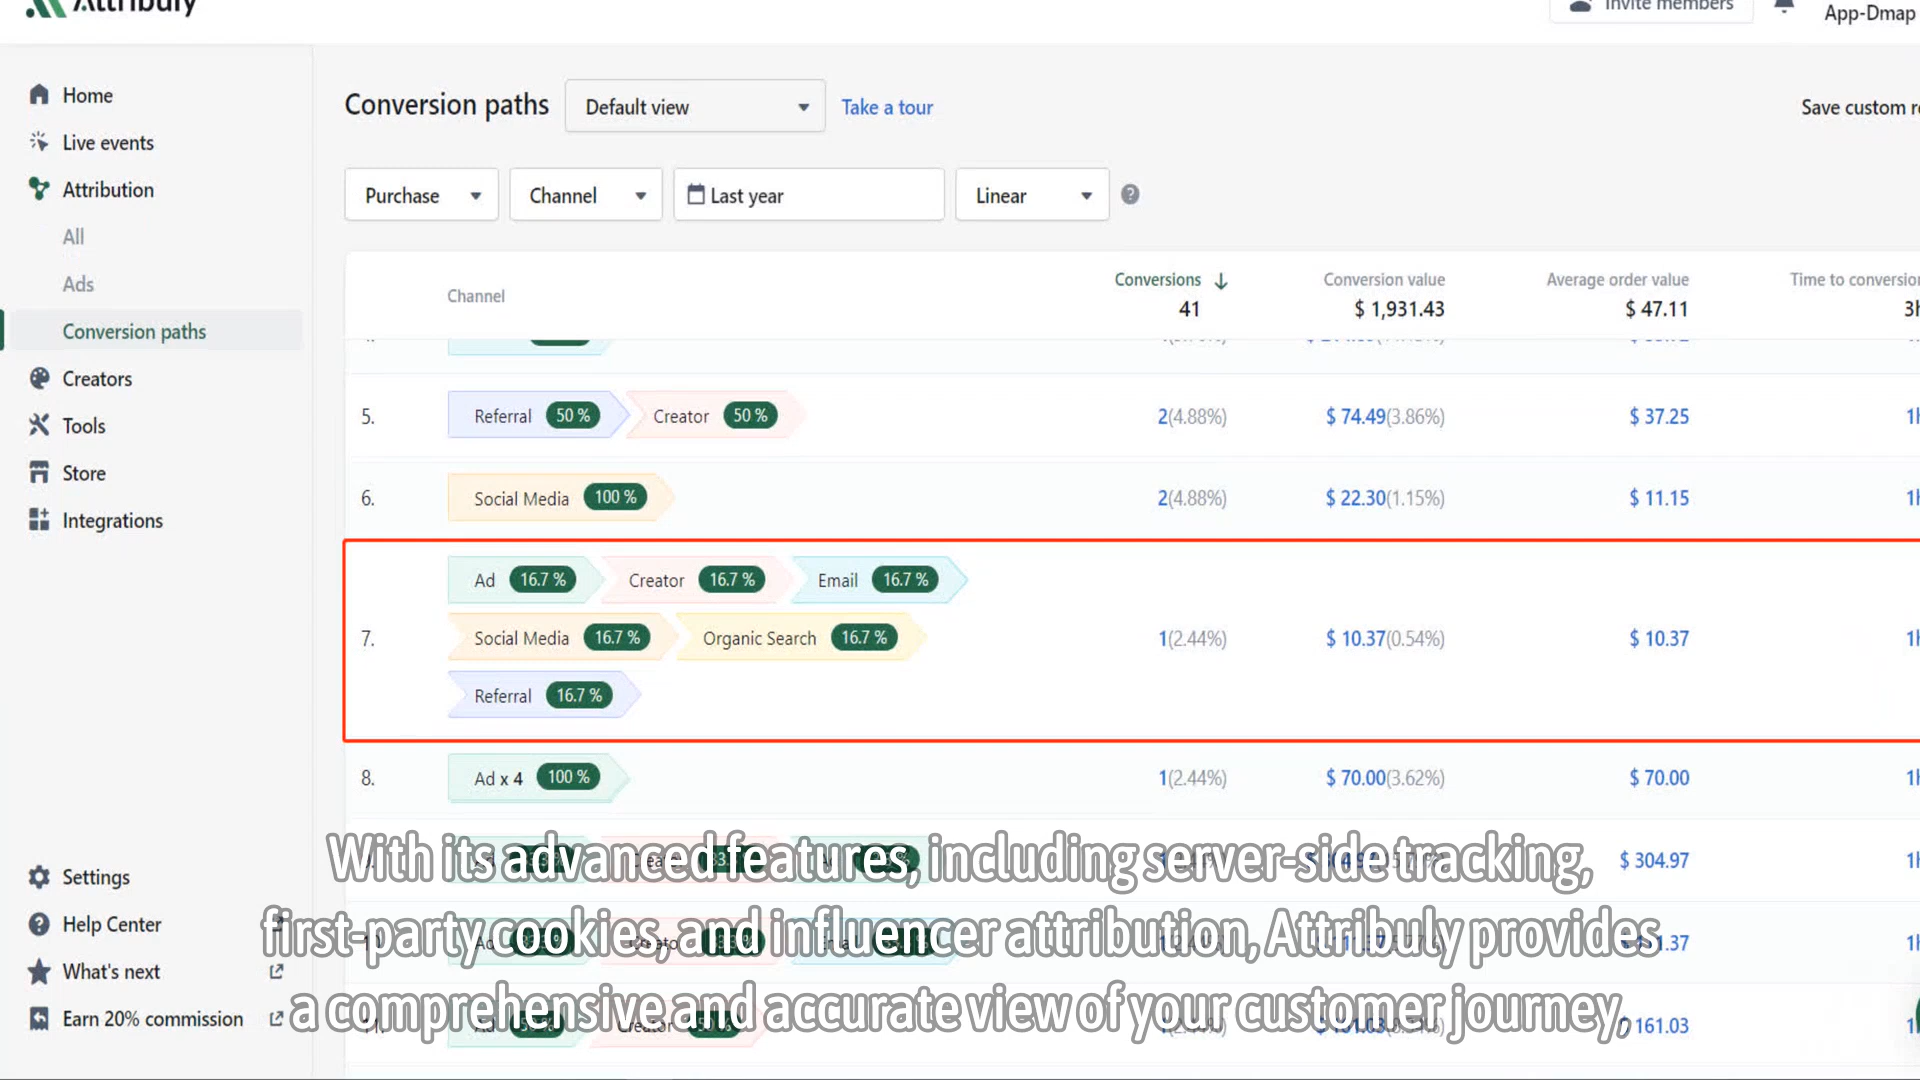 Attribuly
Invite members
App-Dmap
Home
Live events
Attribution
All
Ads
Conversion paths
Creators
Tools
Store
Integrations
Settings
Help Center
What's next
Earn 20% commission
Conversion paths Default view Take a tour
Save custom
Purchase Channel Last year Linear
Channel Conversions Conversion value Average order value Time to conversion
41 $ 1,931.43 $ 47.11 3h
5. Referral 50 % Creator 50 % 2(4.88%) $ 74.49(3.86%) $ 37.25
6. Social Media 100 % 2(4.88%) $ 22.30(1.15%) $ 11.15
Ad 16.7 % Creator 16.7 % Email 16.7 %
7. Social Media 16.7 % Organic Search 16.7 % 1(2.44%) $ 10.37(0.54%) $ 10.37
Referral 16.7 %
8. Ad x 4 100 % 1(2.44%) $ 70.00(3.62%) $ 70.00
$ 304.97
With its advanced features, including server-side tracking,
first-party cookies, and influencer attribution, Attribuly provides
a comprehensive and accurate view of your customer journey,
161.03